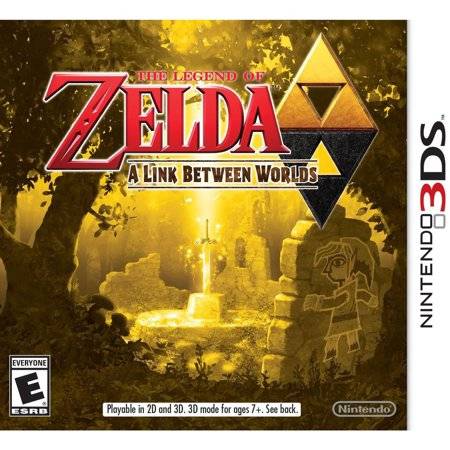 THE LEGEND OF
ZELDA
A LINK BETWEEN WORLDS
NINTENDO 3DS™
EVERYONE
E
ESRB
Playable in 2D and 3D. 3D mode for ages 7+. See back.
Nintendo